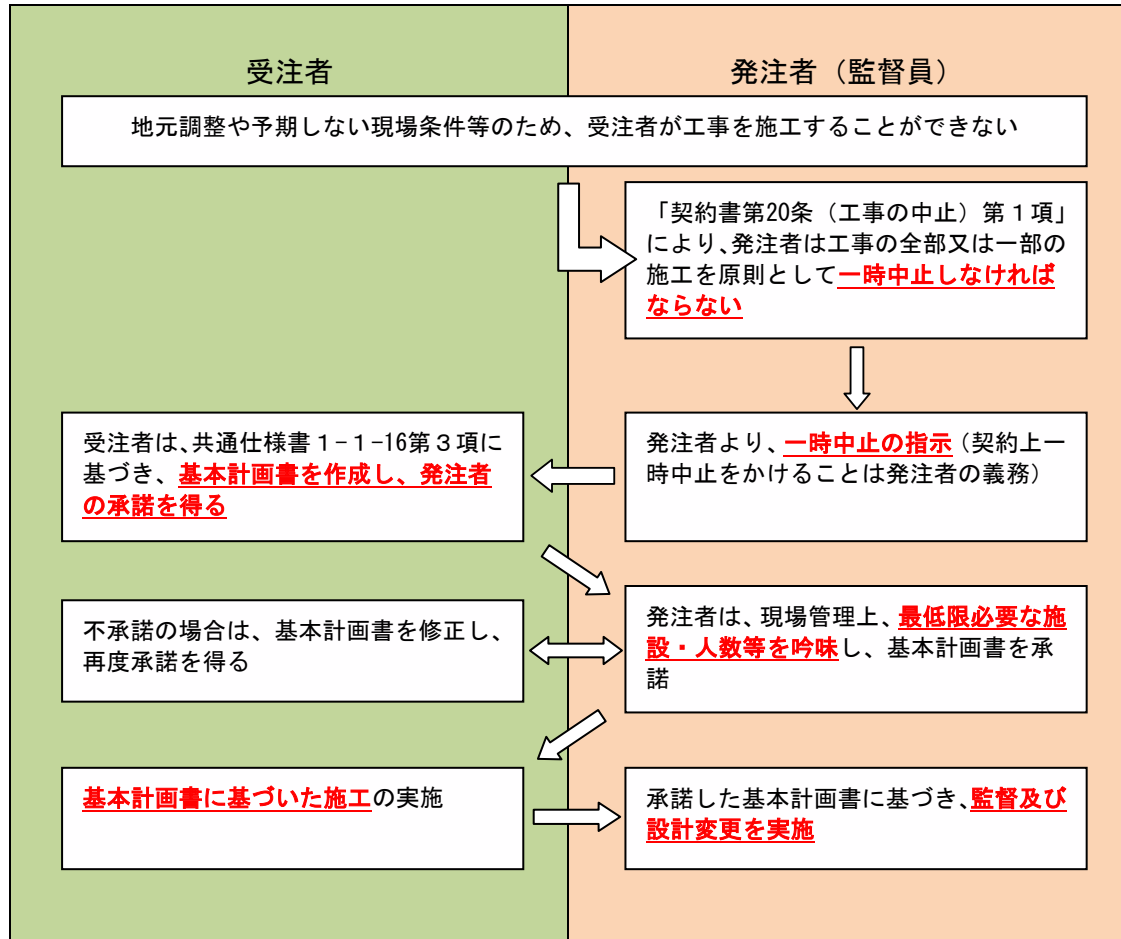 受注者
発注者（監督員）
地元調整や予期しない現場条件等のため、受注者が工事を施工することができない
「契約書第20条（工事の中止）第１項」
により、発注者は工事の全部又は一部の
施工を原則として一時中止しなければ
ならない
発注者より、一時中止の指示（契約上一
時中止をかけることは発注者の義務）
受注者は、共通仕様書１-１-16第３項に
基づき、基本計画書を作成し、発注者
の承諾を得る
発注者は、現場管理上、最低限必要な施
設・人数等を吟味し、基本計画書を承
諾
不承諾の場合は、基本計画書を修正し、
再度承諾を得る
基本計画書に基づいた施工の実施
承諾した基本計画書に基づき、監督及び
設計変更を実施